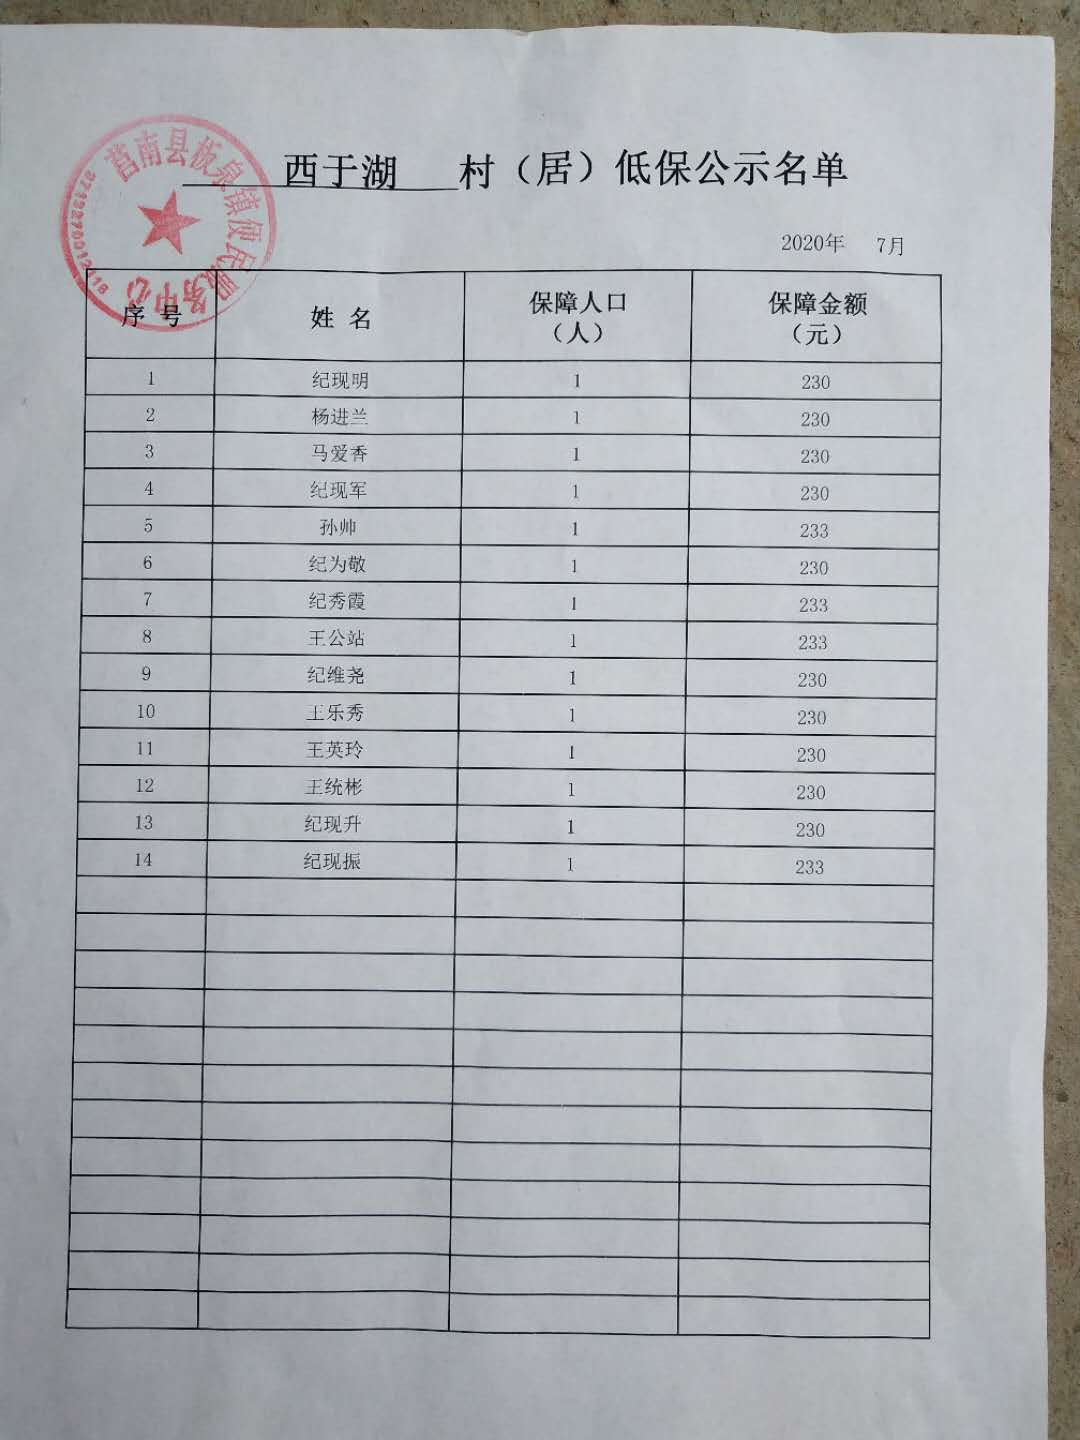 莒南县板泉镇便民服务中心
西于湖 村（居）低保公示名单
2020年 7月
序号 姓名 保障人口（人） 保障金额（元）
1 纪现明 1 230
2 杨进兰 1 230
3 马爱香 1 230
4 纪现军 1 230
5 孙帅 1 233
6 纪为敬 1 230
7 纪秀霞 1 233
8 王公站 1 233
9 纪维尧 1 230
10 王乐秀 1 230
11 王英玲 1 230
12 王统彬 1 230
13 纪现升 1 230
14 纪现振 1 233